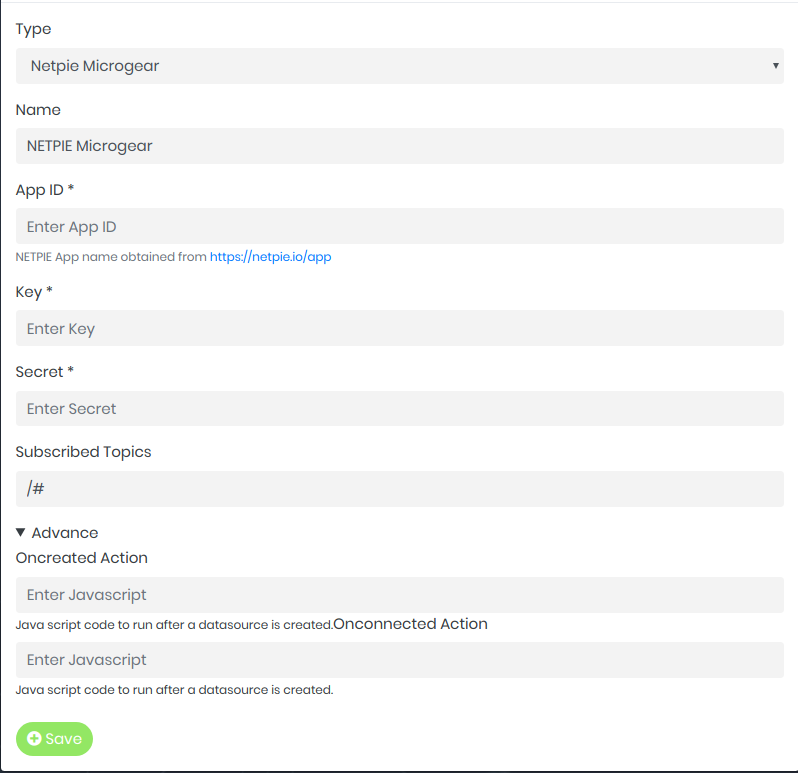 Type
Netpie Microgear
Name
NETPIE Microgear
App ID *
Enter App ID
NETPIE App name obtained from https://netpie.io/app
Key *
Enter Key
Secret *
Enter Secret
Subscribed Topics
/#
Advance
Oncreated Action
Enter Javascript
Java script code to run after a datasource is created.Onconnected Action
Enter Javascript
Java script code to run after a datasource is created.
Save